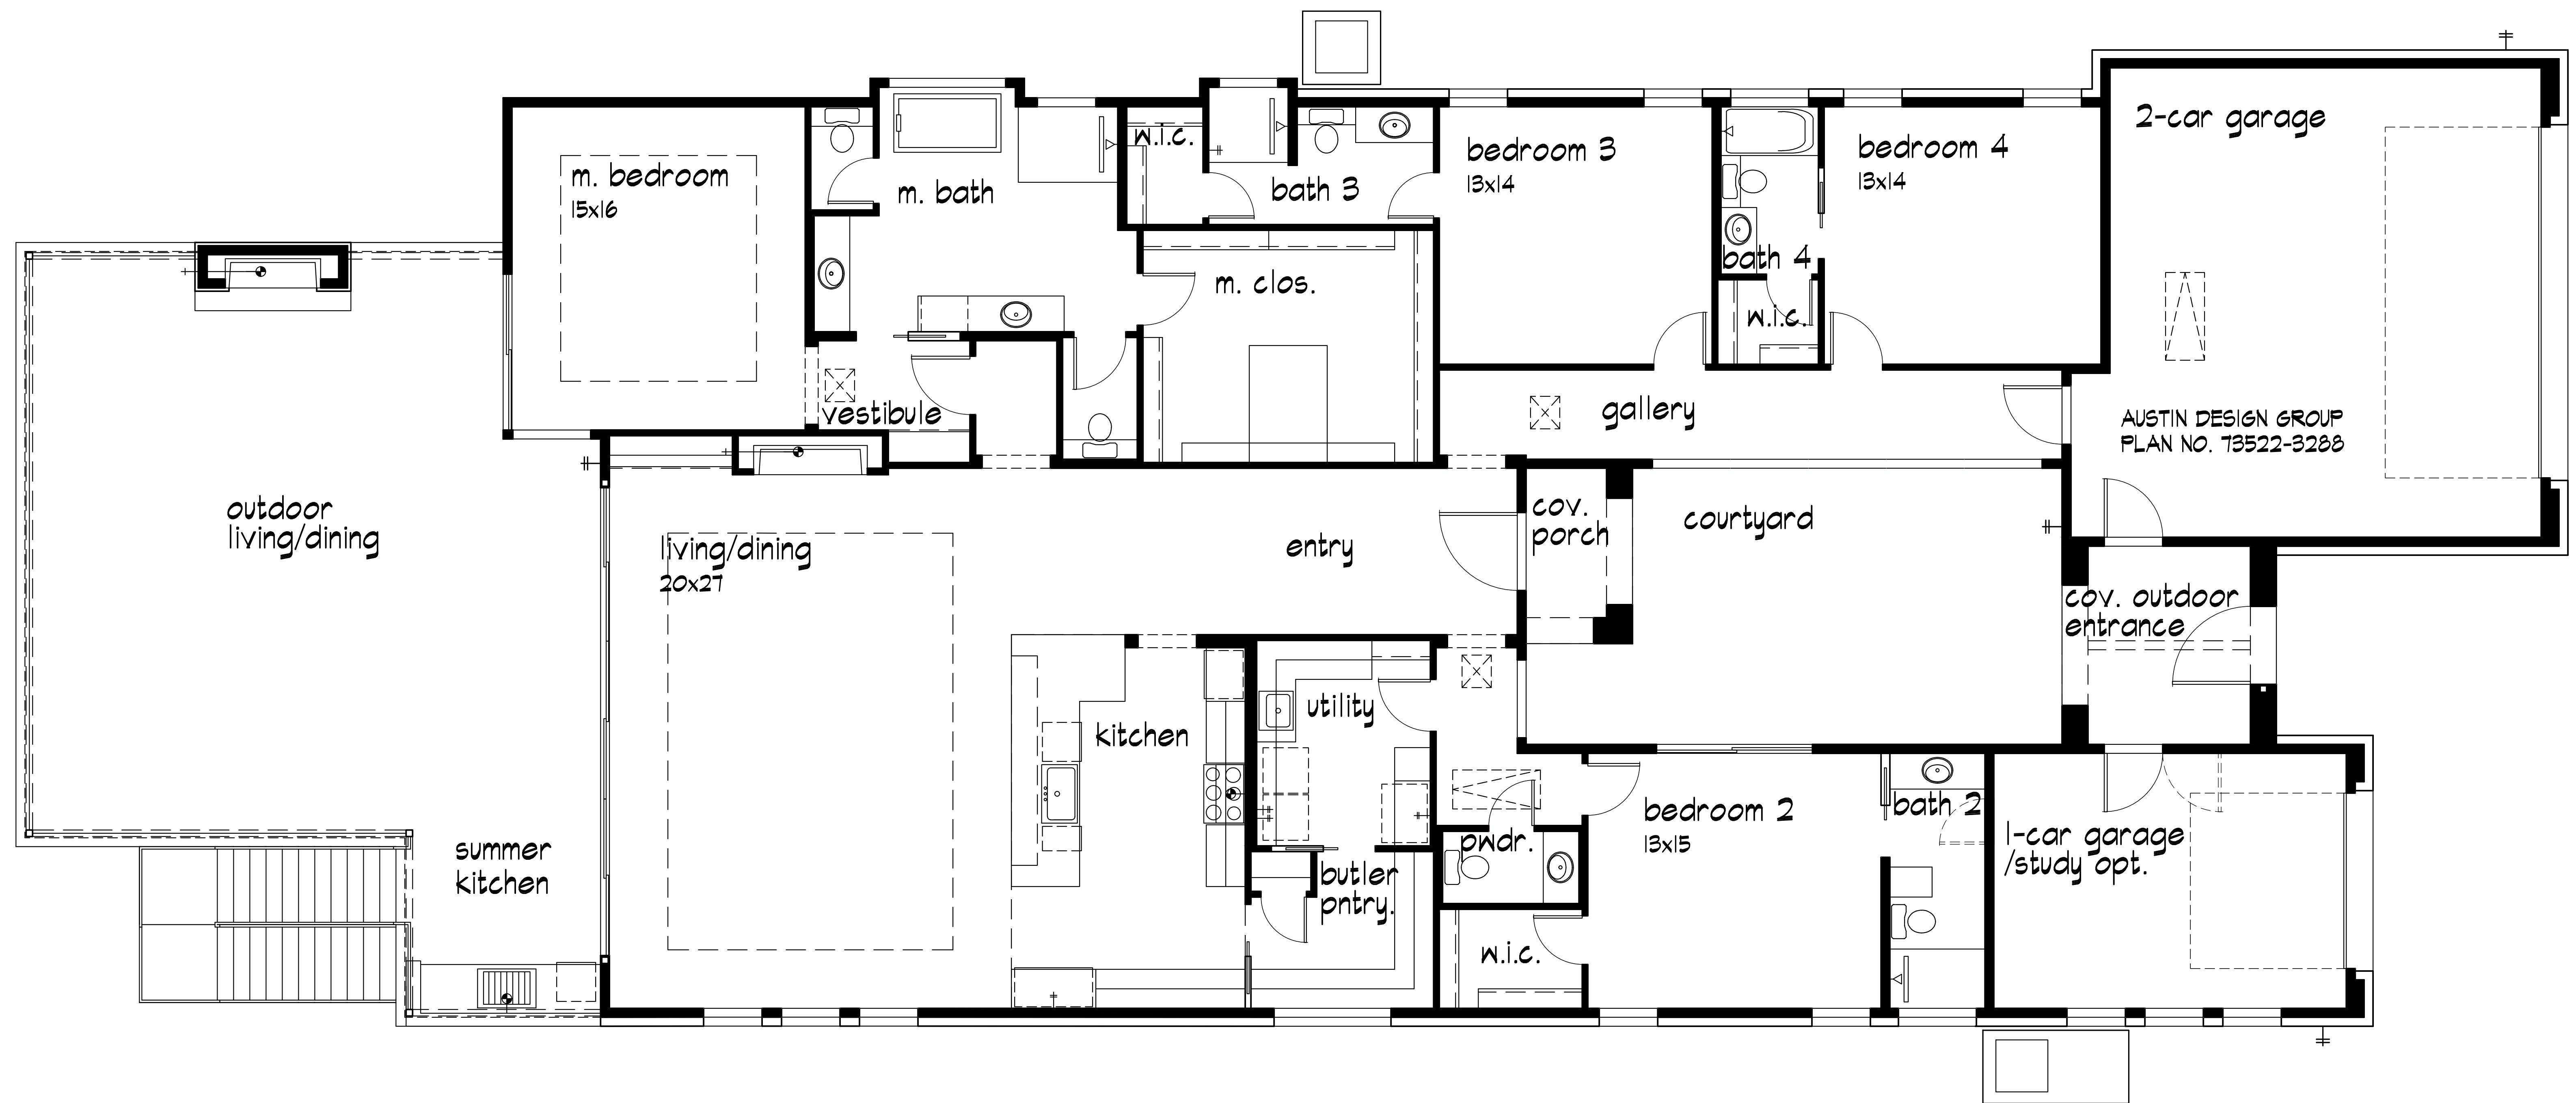 2-car garage
w.i.c.
bedroom 3
13x14
bedroom 4
13x14
m. bedroom
15x16
m. bath
bath 3
bath 4
m. clos.
w.i.c.
vestibule
gallery
AUSTIN DESIGN GROUP
PLAN NO. 73522-3288
outdoor
living/dining
living/dining
20x27
entry
cov.
porch
courtyard
cov. outdoor
entrance
utility
kitchen
bedroom 2
13x15
bath 2
1-car garage
/study opt.
summer
kitchen
pwdr.
butler
pntry.
w.i.c.